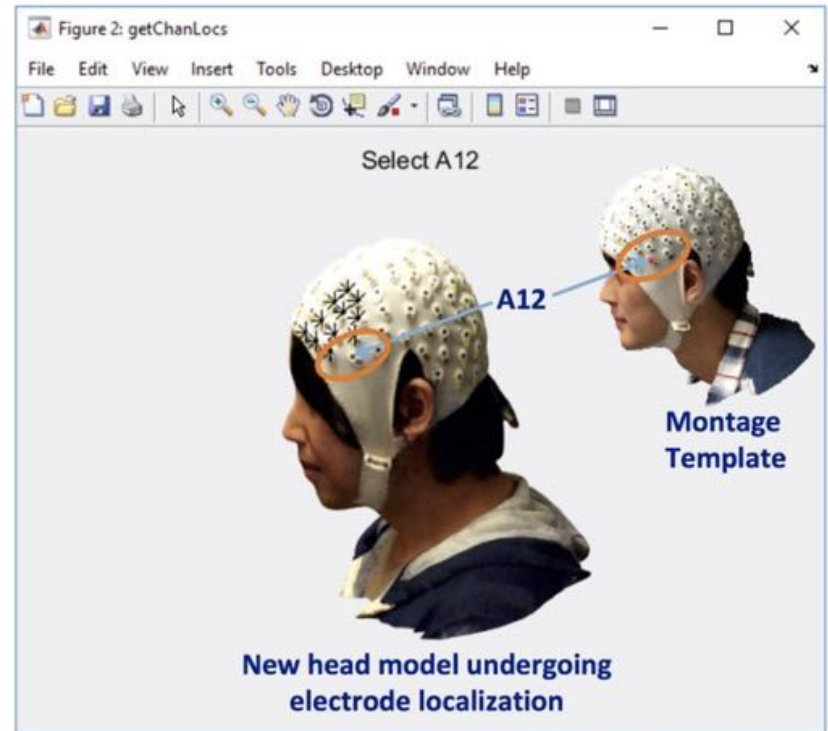 Figure 2: getChanLocs
File Edit View Insert Tools Desktop Window Help
Select A12
A12
Montage
Template
New head model undergoing
electrode localization